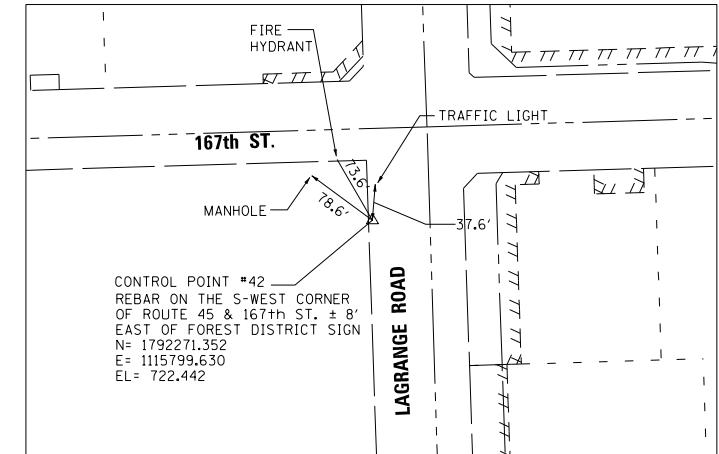 FIRE
HYDRANT
TRAFFIC LIGHT
167th ST.
73.6
78.6'
MANHOLE
37.6'
CONTROL POINT #42
REBAR ON THE S-WEST CORNER
OF ROUTE 45 & 167th ST. ± 8'
EAST OF FOREST DISTRICT SIGN
N= 1792271.352
E= 1115799.630
EL= 722.442
LAGRANGE ROAD